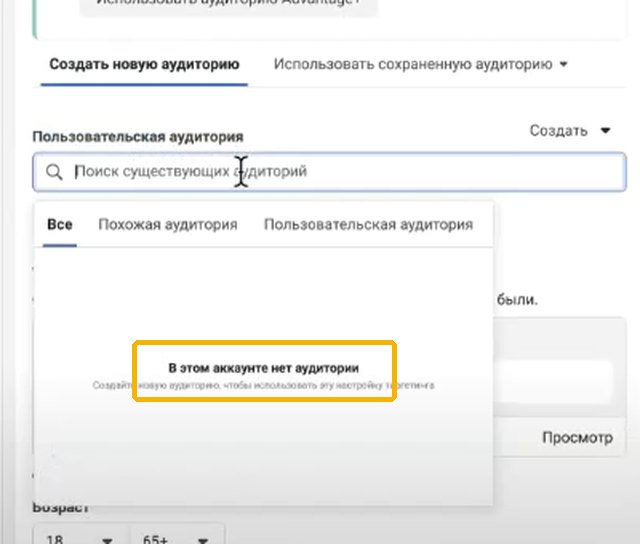 Использовать аудиторию Advantage+
Создать новую аудиторию Использовать сохраненную аудиторию
Пользовательская аудитория Создать
Поиск существующих аудиторий
Все Похожая аудитория Пользовательская аудитория
были.
В этом аккаунте нет аудитории
Создайте новую аудиторию, чтобы использовать эту настройку таргетинга
Просмотр
Возраст
18 65+